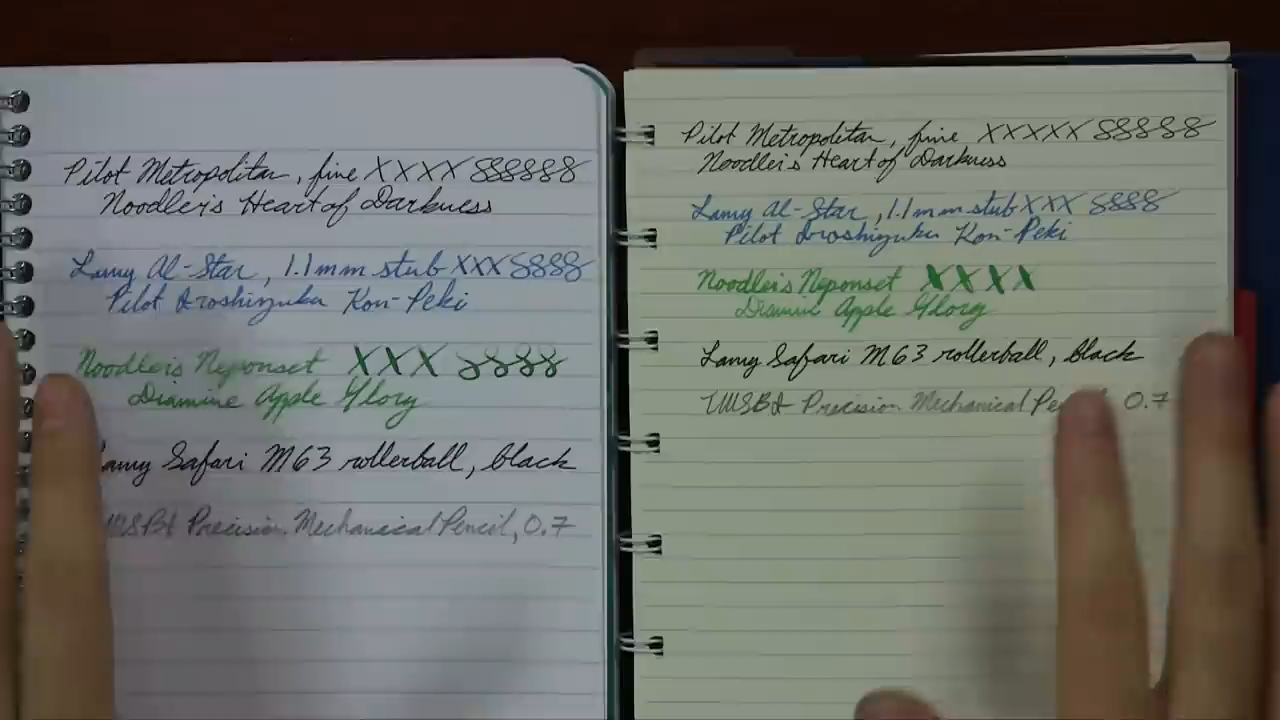 Pilot Metropolitan, fine XXXX 888888
Noodler's Heart of Darkness
Lamy Al-Star, 1.1mm stub XXX 8888
Pilot Iroshizuku Kon-Peki
Noodler's Neponset XXX 8888
Diamine Apple Glory
Lamy Safari M63 rollerball, black
Precision Mechanical Pencil, 0.7
Pilot Metropolitan, fine XXXXX 88888
Noodler's Heart of Darkness
Lamy Al-Star, 1.1mm stub XXX 8888
Pilot Iroshizuku Kon-Peki
Noodler's Neponset XXXX
Diamine Apple Glory
Lamy Safari M63 rollerball, black
TWSBI Precision Mechanical 0.7